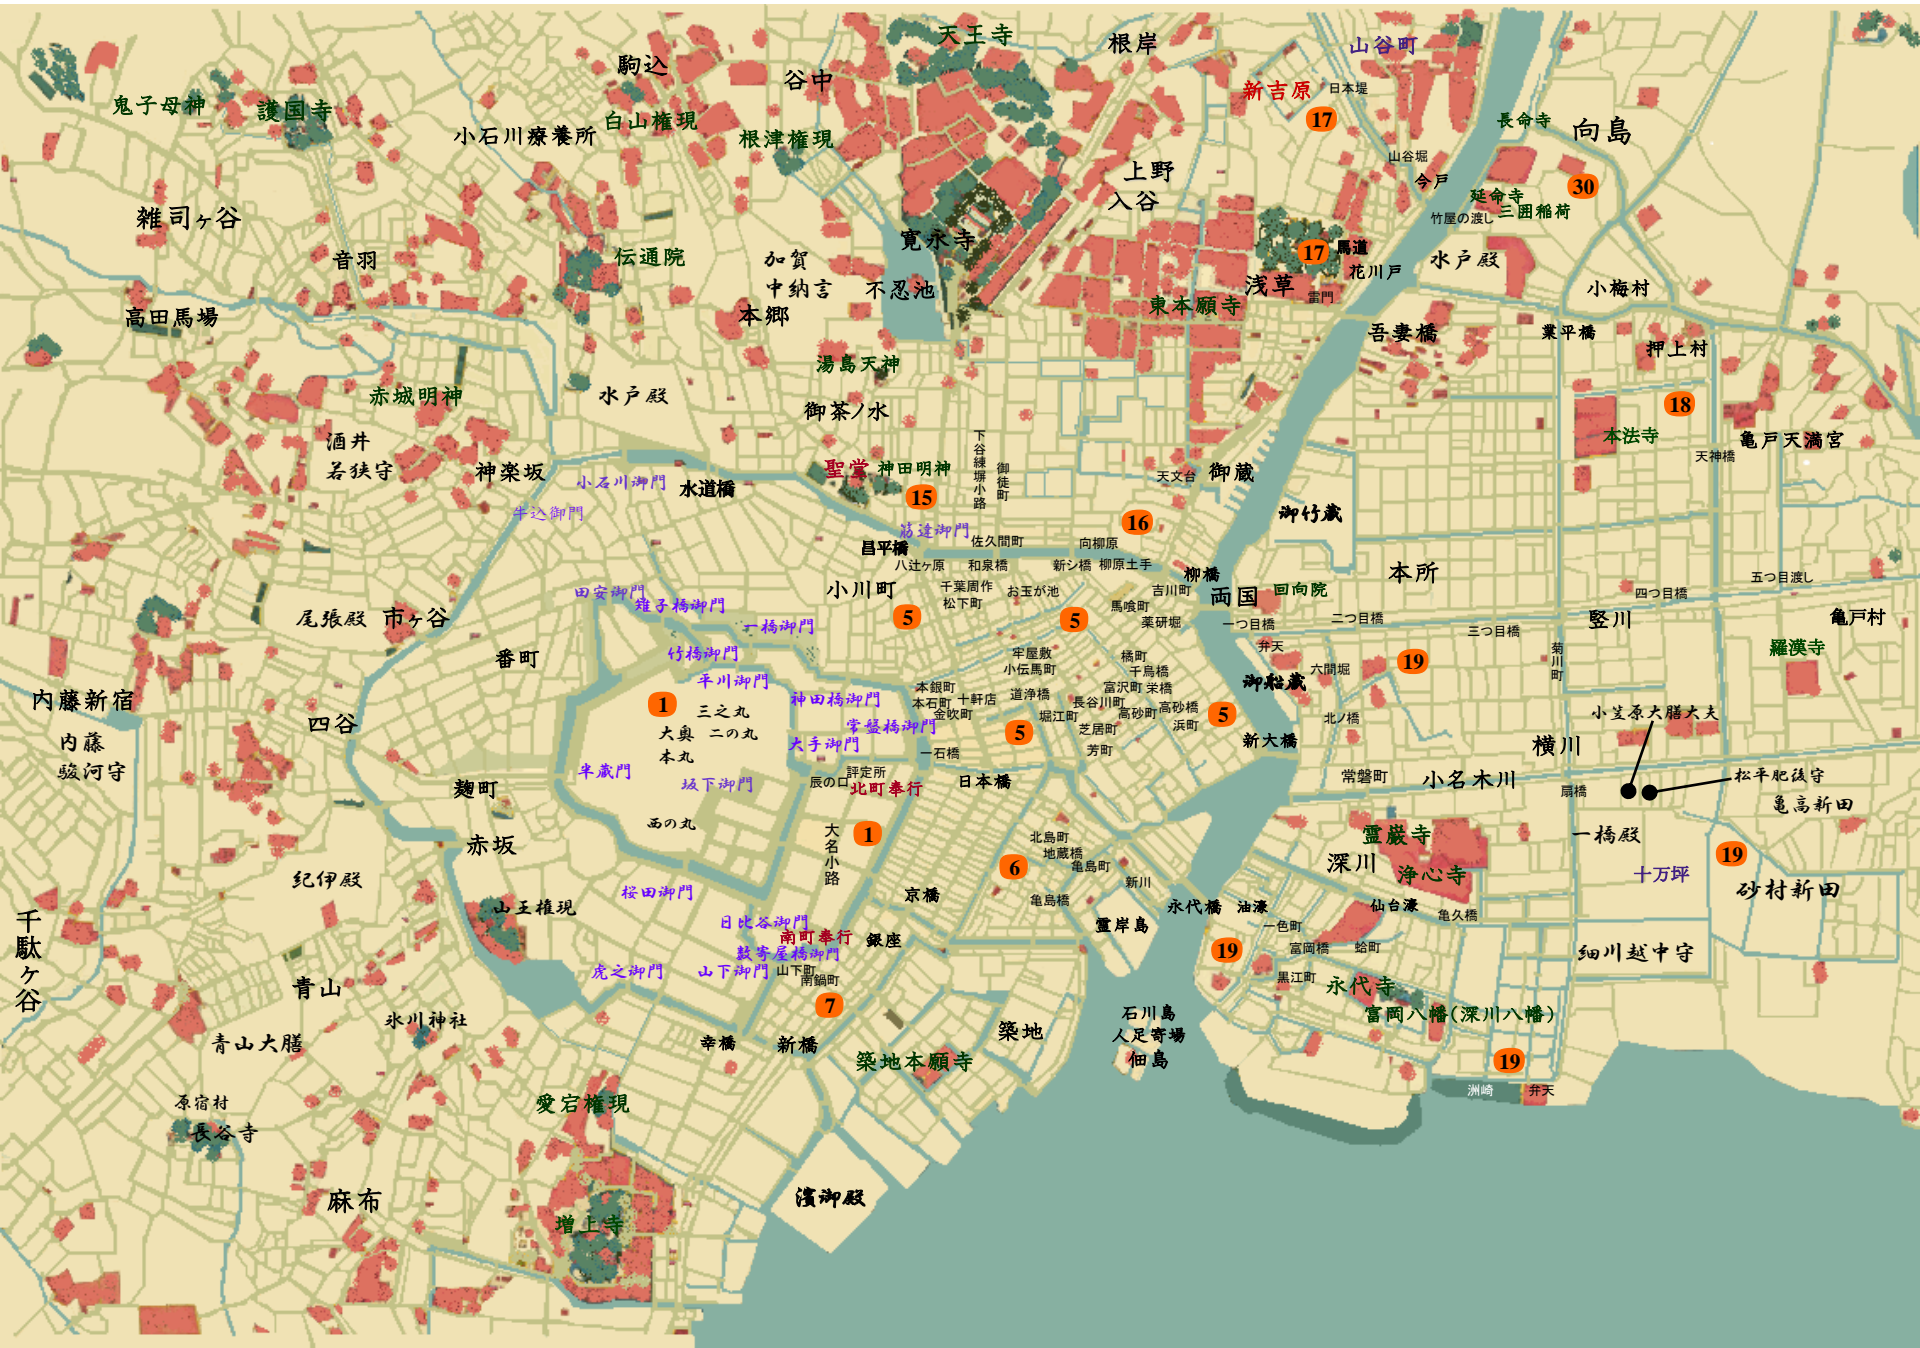 天王寺
根岸
山谷町
駒込
谷中
新吉原
日本堤
17
鬼子母神
護国寺
白山権現
小石川療養所
根津権現
長命寺
向島
山谷堀
今戸
上野
入谷
延命寺
30
三囲稲荷
竹屋の渡し
雑司ヶ谷
音羽
伝通院
加賀
中納言
寛永寺
不忍池
17
馬道
花川戸
水戸殿
浅草
雷門
東本願寺
小梅村
高田馬場
本郷
吾妻橋
業平橋
押上村
湯島天神
赤城明神
水戸殿
御茶ノ水
18
本法寺
亀戸天満宮
天神橋
酒井
若狭守
神楽坂
小石川御門
水道橋
聖堂
神田明神
15
下谷練塀小路
御徒町
天文台
御蔵
御竹蔵
牛込御門
筋違御門
16
昌平橋
佐久間町
向柳原
八辻ヶ原
和泉橋
新シ橋
柳原土手
柳橋
本所
小川町
千葉周作
松下町
お玉が池
吉川町
両国
回向院
五つ目渡し
四つ目橋
田安御門
雉子橋御門
5
5
馬喰町
薬研堀
一つ目橋
二つ目橋
三つ目橋
竪川
亀戸村
尾張殿
市ヶ谷
一橋御門
番町
竹橋御門
牢屋敷
小伝馬町
橘町
千鳥橋
弁天
六間堀
19
菊川町
羅漢寺
平川御門
御船蔵
内藤新宿
四谷
1
三之丸
神田橋御門
本銀町
本石町
十軒店
金吹町
道浄橋
富沢町
栄橋
長谷川町
堀江町
高砂町
高砂橋
5
北ノ橋
小笠原大膳大夫
大奥
二の丸
常盤橋御門
5
芝居町
浜町
新大橋
内藤
駿河守
本丸
大手御門
一石橋
芳町
横川
半蔵門
坂下御門
評定所
辰の口
北町奉行
日本橋
常磐町
小名木川
扇橋
松平肥後守
亀高新田
麹町
西の丸
大名小路
1
北島町
地蔵橋
亀島町
6
霊巌寺
一橋殿
赤坂
深川
浄心寺
19
十万坪
砂村新田
紀伊殿
桜田御門
京橋
新川
亀島橋
永代橋
油濠
仙台濠
亀久橋
山王権現
日比谷御門
南町奉行
銀座
霊岸島
一色町
千駄ヶ谷
数寄屋橋御門
19
富岡橋
蛤町
細川越中守
虎之御門
山下御門
山下町
南鍋町
黒江町
永代寺
青山
7
石川島
人足寄場
佃島
富岡八幡(深川八幡)
氷川神社
青山大膳
幸橋
新橋
築地
築地本願寺
19
原宿村
長谷寺
愛宕権現
洲崎
弁天
麻布
濱御殿
増上寺